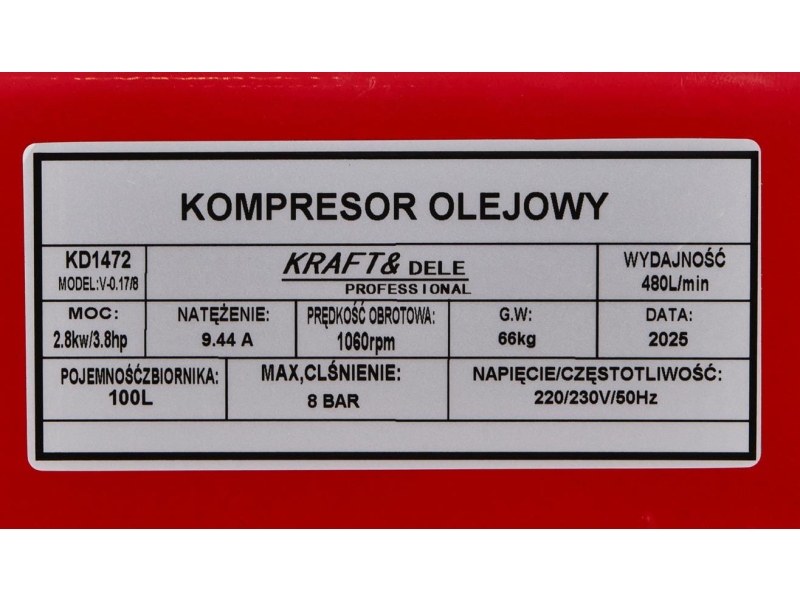 KOMPRESOR OLEJOWY
KD1472
MODEL:V-0.17/8
KRAFT& DELE
PROFESSIONAL
WYDAJNOŚĆ
480L/min
MOC:
2.8kw/3.8hp
NATĘŻENIE:
9.44 A
PRĘDKOŚĆ OBROTOWA:
1060rpm
G.W:
66kg
DATA:
2025
POJEMNOŚĆZBIORNIKA:
100L
MAX,CLŚNIENIE:
8 BAR
NAPIĘCIE/CZĘSTOTLIWOŚĆ:
220/230V/50Hz